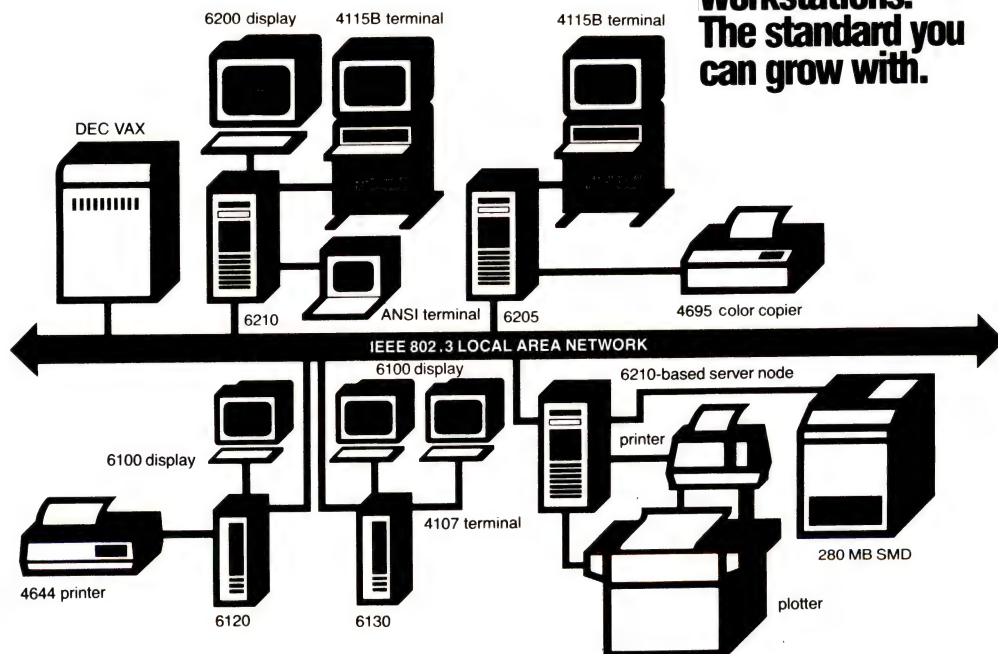 Workstations.
The standard you
can grow with.
6200 display
4115B terminal
4115B terminal
DEC VAX
6210
ANSI terminal
6205
4695 color copier
IEEE 802.3 LOCAL AREA NETWORK
6100 display
6210-based server node
printer
6100 display
4107 terminal
280 MB SMD
4644 printer
plotter
6120
6130